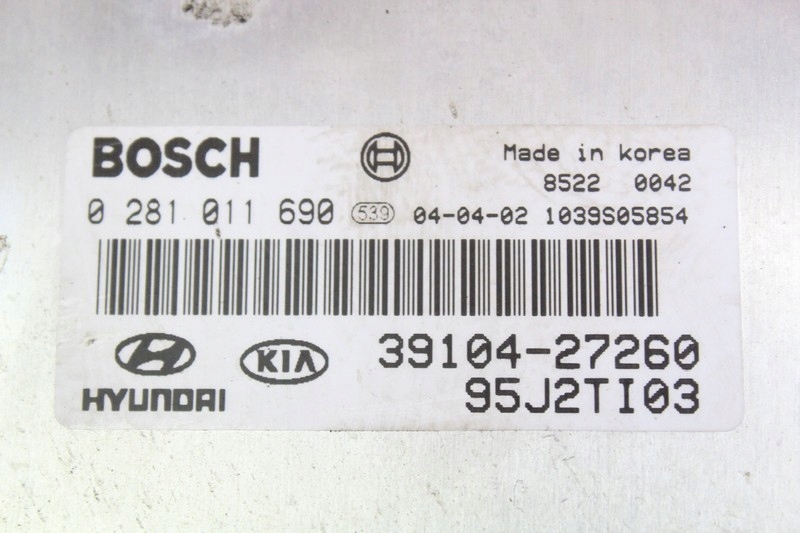 BOSCH Made in Korea
8522 0042
0 281 011 690 539 04-04-02 1039S05854
KIA 39104-27260
HYUNDAI 95J2TI03